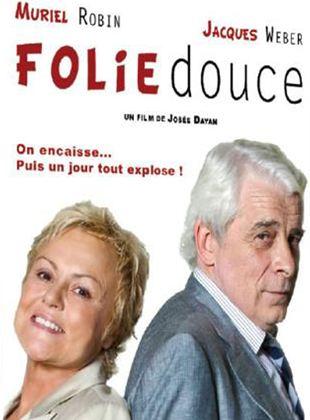 MURIEL ROBIN JACQUES WEBER
FOLIE douce
UN FILM DE JOSÉE DAYAN
On encaisse...
Puis un jour tout explose !